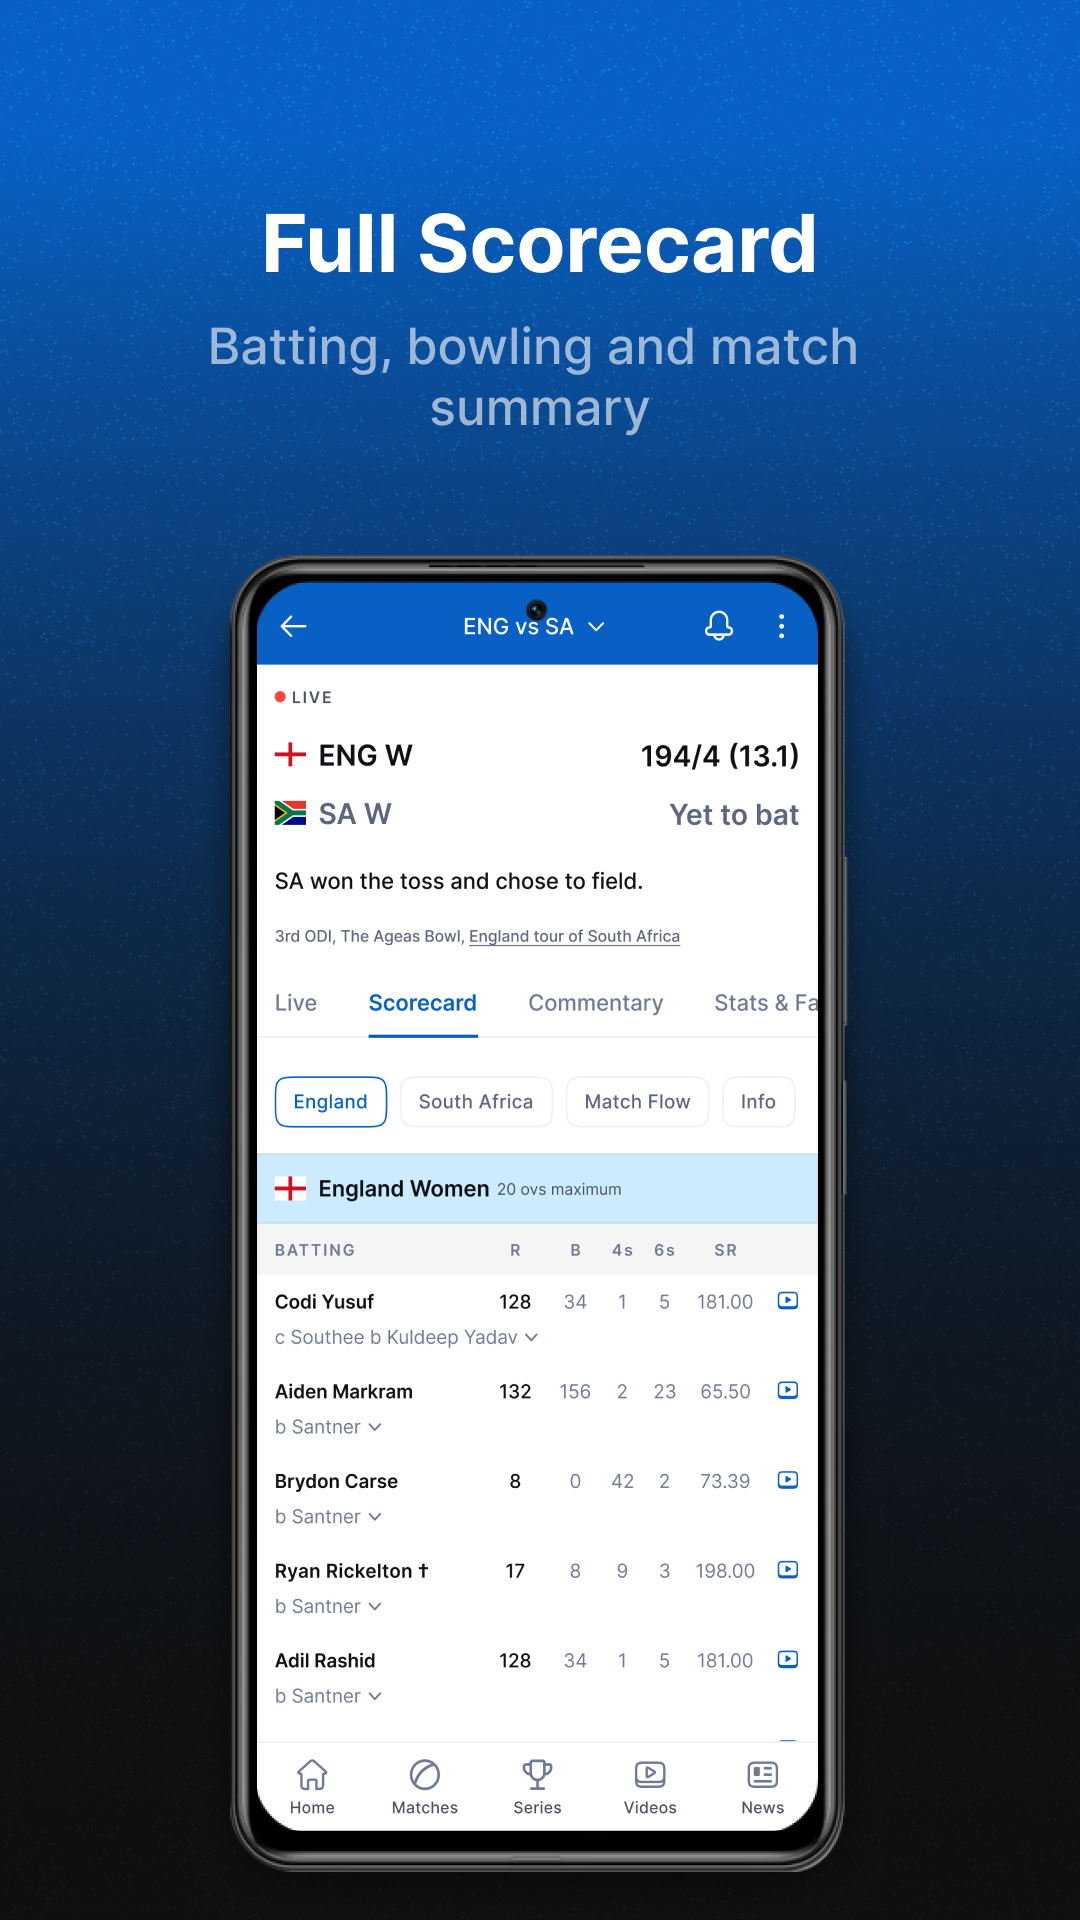 Full Scorecard
Batting, bowling and match
summary
ENG vs SA
LIVE
ENG W 194/4 (13.1)
SA W Yet to bat
SA won the toss and chose to field.
3rd ODI, The Ageas Bowl, England tour of South Africa
Live Scorecard Commentary Stats & Fa
England South Africa Match Flow Info
England Women 20 ovs maximum
BATTING R B 4s 6s SR
Codi Yusuf 128 34 1 5 181.00
c Southee b Kuldeep Yadav
Aiden Markram 132 156 2 23 65.50
b Santner
Brydon Carse 8 0 42 2 73.39
b Santner
Ryan Rickelton † 17 8 9 3 198.00
b Santner
Adil Rashid 128 34 1 5 181.00
b Santner
Home Matches Series Videos News